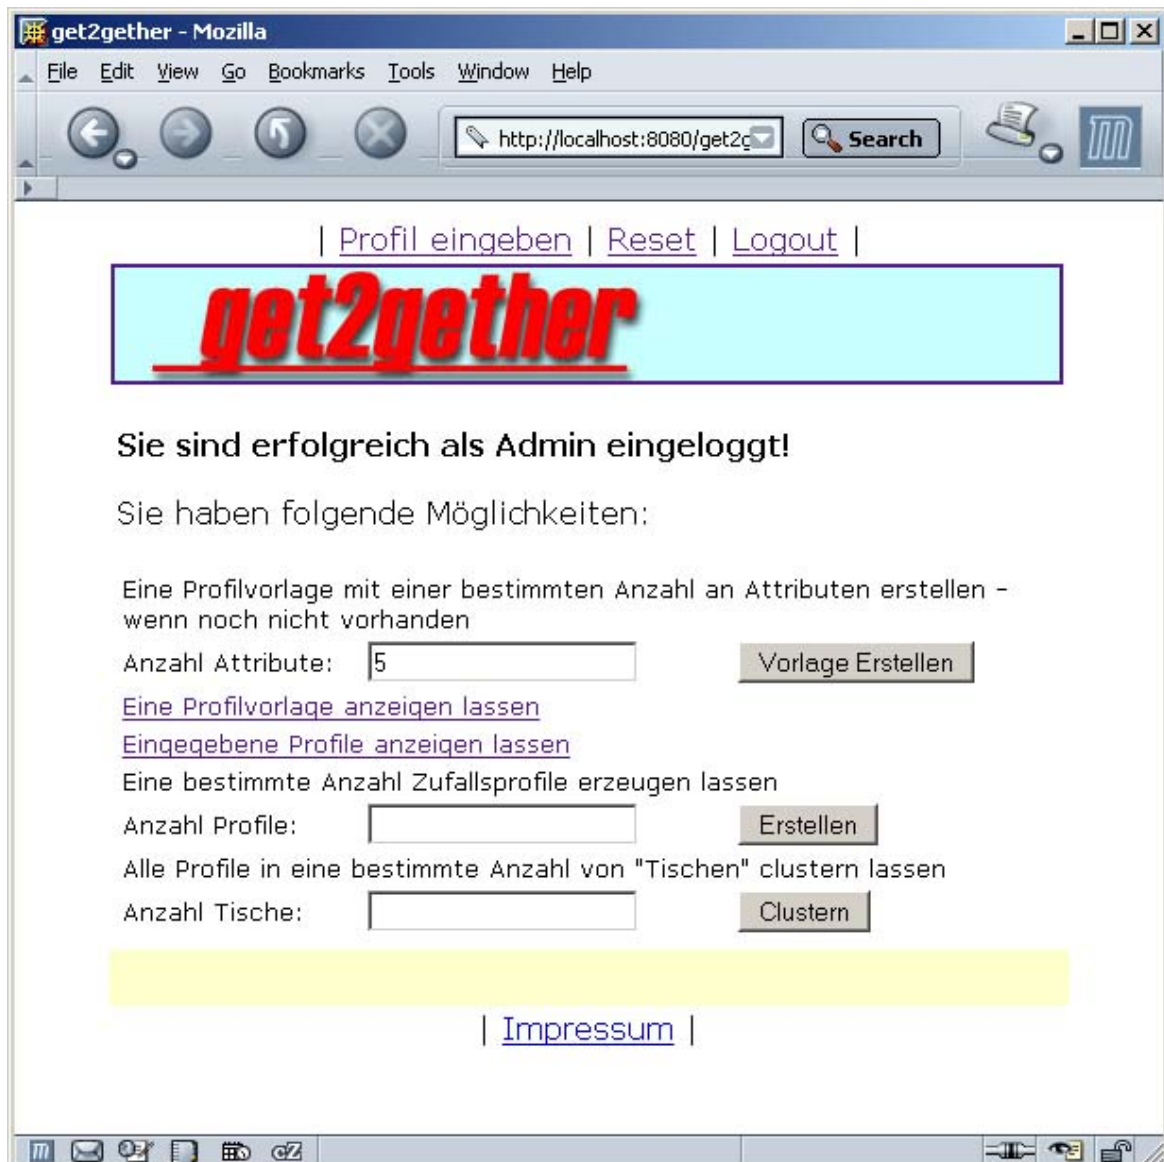 get2gether - Mozilla
File Edit View Go Bookmarks Tools Window Help
http://localhost:8080/get2g Search
| Profil eingeben | Reset | Logout |
get2gether
Sie sind erfolgreich als Admin eingeloggt!
Sie haben folgende Möglichkeiten:
Eine Profilvorlage mit einer bestimmten Anzahl an Attributen erstellen –
wenn noch nicht vorhanden
Anzahl Attribute: 5 Vorlage Erstellen
Eine Profilvorlage anzeigen lassen
Eingegebene Profile anzeigen lassen
Eine bestimmte Anzahl Zufallsprofile erzeugen lassen
Anzahl Profile: Erstellen
Alle Profile in eine bestimmte Anzahl von "Tischen" clustern lassen
Anzahl Tische: Clustern
| Impressum |